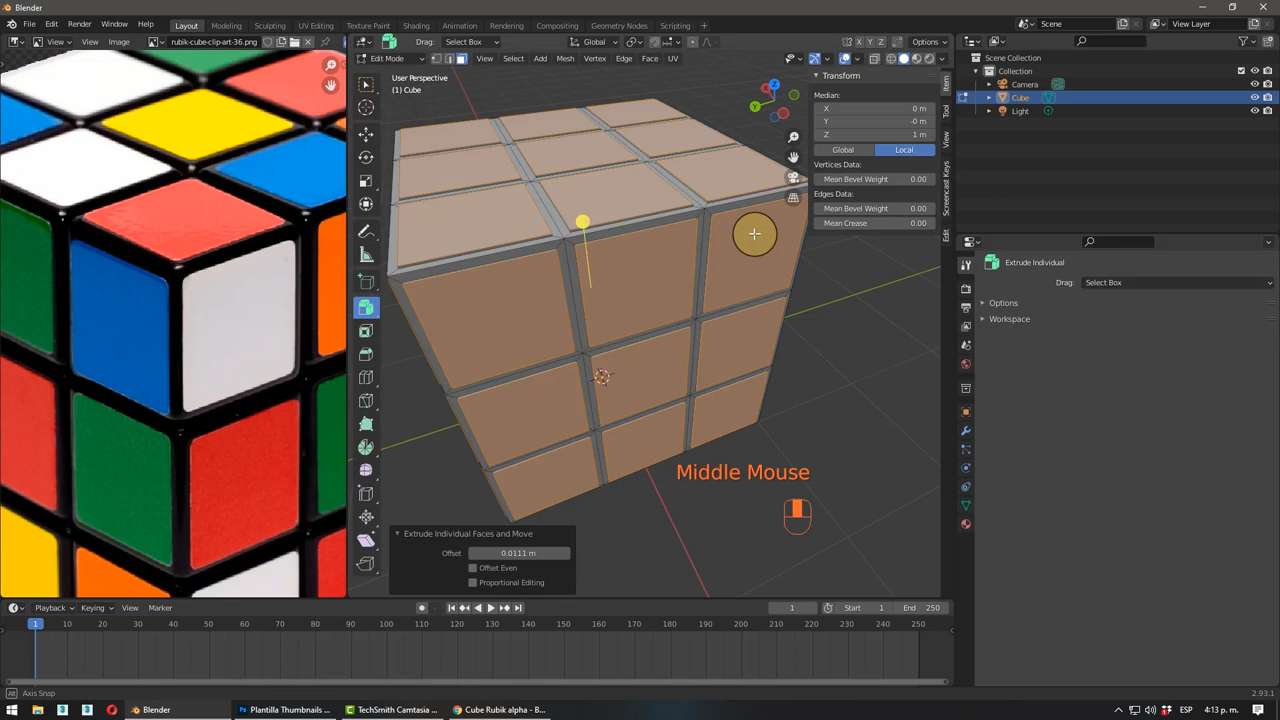 Blender
File Edit Render Window Help
Layout Modeling Sculpting UV Editing Texture Paint Shading Animation Rendering Compositing Geometry Nodes Scripting +
Scene
View Layer
View View Image rubik-cube-clip-art-36.png
Drag: Select Box
Global
X Y Z Options
Edit Mode View Select Add Mesh Vertex Edge Face UV
User Perspective
(1) Cube
Z
Y
X
Transform
Median:
X 0 m
Y -0 m
Z 1 m
Global Local
Vertices Data:
Mean Bevel Weight 0.00
Edges Data:
Mean Bevel Weight 0.00
Mean Crease 0.00
Item
Tool
View
Screencast Keys
Edit
Scene Collection
Collection
Camera
Cube
Light
Extrude Individual
Drag: Select Box
Options
Workspace
Middle Mouse
Extrude Individual Faces and Move
Offset 0.0111 m
Offset Even
Proportional Editing
Playback Keying View Marker
1 Start 1 End 250
1 10 20 30 40 50 60 70 80 90 100 110 120 130 140 150 160 170 180 190 200 210 220 230 240 250
Alt Axis Snap
2.93.1
Blender
Plantilla Thumbnails ...
TechSmith Camtasia ...
Cube Rubik alpha - B...
ESP 4:13 p. m.